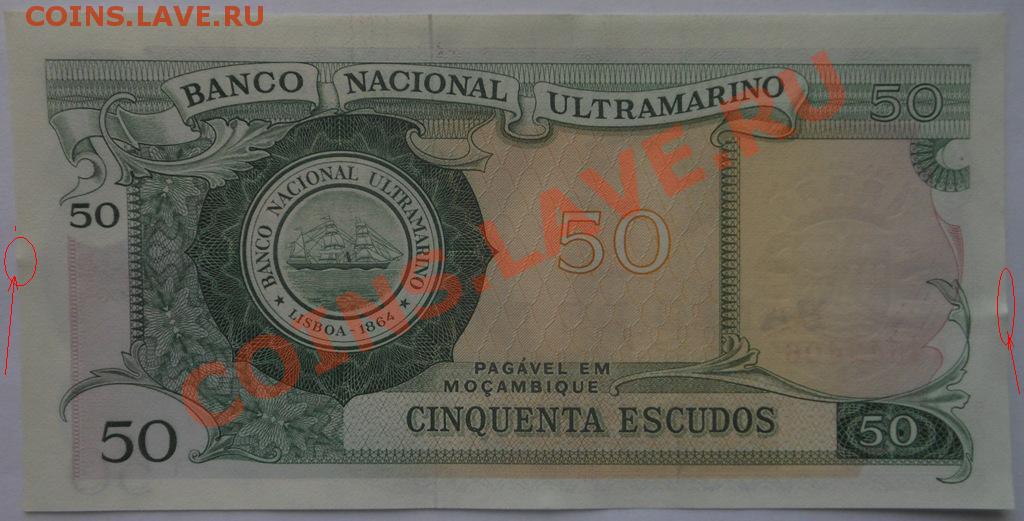 COINS.LAVE.RU
BANCO NACIONAL ULTRAMARINO
50
50
BANCO NACIONAL ULTRAMARINO
★ LISBOA - 1864 ★
50
COINS.LAVE.RU
PAGÁVEL EM
MOÇAMBIQUE
CINQUENTA ESCUDOS
50
50